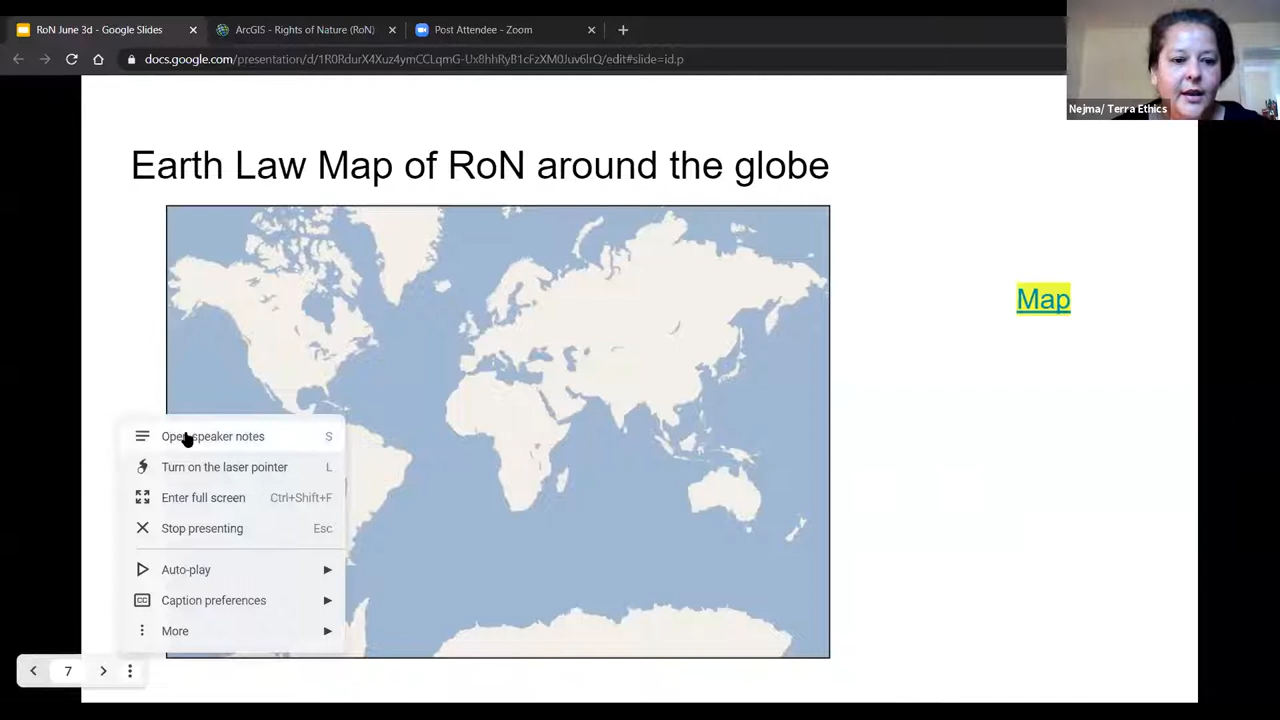 RoN June 3d - Google Slides
ArcGIS - Rights of Nature (RoN)
Post Attendee - Zoom
docs.google.com/presentation/d/1R0RdurX4Xuz4ymCCLqmG-Ux8hhRyB1cFzXM0Juv6lrQ/edit#slide=id.p
Nejma/ Terra Ethics
Earth Law Map of RoN around the globe
Map
Open speaker notes S
Turn on the laser pointer L
Enter full screen Ctrl+Shift+F
Stop presenting Esc
Auto-play
CC Caption preferences
More
7